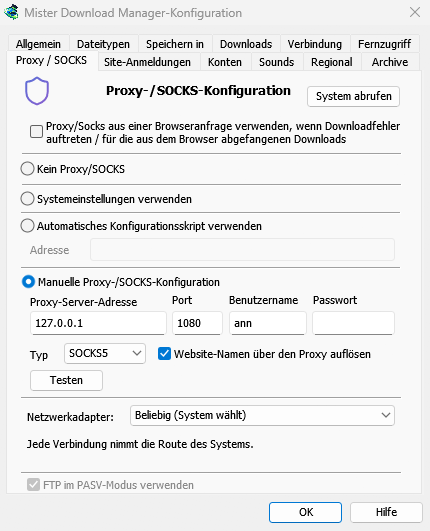 Mister Download Manager-Konfiguration
Allgemein Dateitypen Speichern in Downloads Verbindung Fernzugriff
Proxy / SOCKS Site-Anmeldungen Konten Sounds Regional Archive
Proxy-/SOCKS-Konfiguration
System abrufen
Proxy/Socks aus einer Browseranfrage verwenden, wenn Downloadfehler
auftreten / für die aus dem Browser abgefangenen Downloads
Kein Proxy/SOCKS
Systemeinstellungen verwenden
Automatisches Konfigurationsskript verwenden
Adresse
Manuelle Proxy-/SOCKS-Konfiguration
Proxy-Server-Adresse Port Benutzername Passwort
127.0.0.1 1080 ann
Typ SOCKS5 Website-Namen über den Proxy auflösen
Testen
Netzwerkadapter: Beliebig (System wählt)
Jede Verbindung nimmt die Route des Systems.
FTP im PASV-Modus verwenden
OK Hilfe